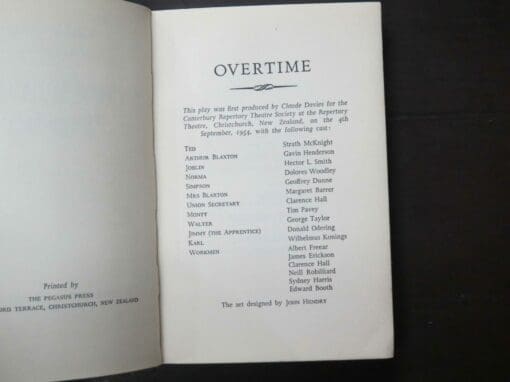 Printed by
THE PEGASUS PRESS
ORD TERRACE, CHRISTCHURCH, NEW ZEALAND
OVERTIME
This play was first produced by Claude Davies for the
Canterbury Repertory Theatre Society at the Repertory
Theatre, Christchurch, New Zealand, on the 4th
September, 1954, with the following cast:
TED Strath McKnight
ARTHUR BLAXTON Gavin Henderson
JOBLIN Hector L. Smith
NORMA Dolores Woodley
SIMPSON Geoffrey Dunne
MRS BLAXTON Margaret Barrer
UNION SECRETARY Clarence Hall
MONTY Tim Pavey
WALTER George Taylor
JIMMY (THE APPRENTICE) Donald Odering
KARL Wilhelmus Konings
WORKMEN Albert Freear
James Erickson
Clarence Hall
Neill Robilliard
Sydney Harris
Edward Booth
The set designed by JOHN HENDRY